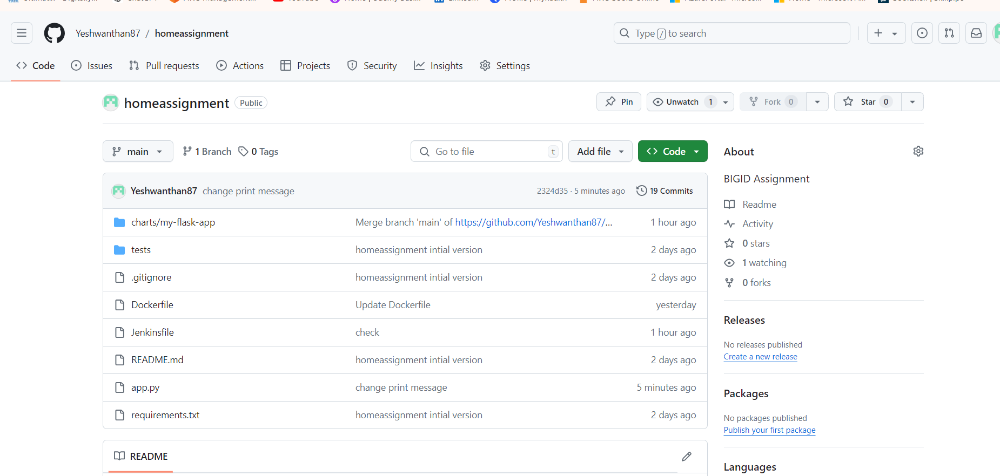 YouTube
Yeshwanthan87 / homeassignment
Type / to search
Code
Issues
Pull requests
Actions
Projects
Security
Insights
Settings
homeassignment
Public
Pin
Unwatch 1
Fork 0
Star 0
main
1 Branch
0 Tags
Go to file
t
Add file
Code
Yeshwanthan87 change print message
2324d35 · 5 minutes ago
19 Commits
charts/my-flask-app Merge branch 'main' of https://github.com/Yeshwanthan87/... 1 hour ago
tests homeassignment intial version 2 days ago
.gitignore homeassignment intial version 2 days ago
Dockerfile Update Dockerfile yesterday
Jenkinsfile check 1 hour ago
README.md homeassignment intial version 2 days ago
app.py change print message 5 minutes ago
requirements.txt homeassignment intial version 2 days ago
README
About
BIGID Assignment
Readme
Activity
0 stars
1 watching
0 forks
Releases
No releases published
Create a new release
Packages
No packages published
Publish your first package
Languages